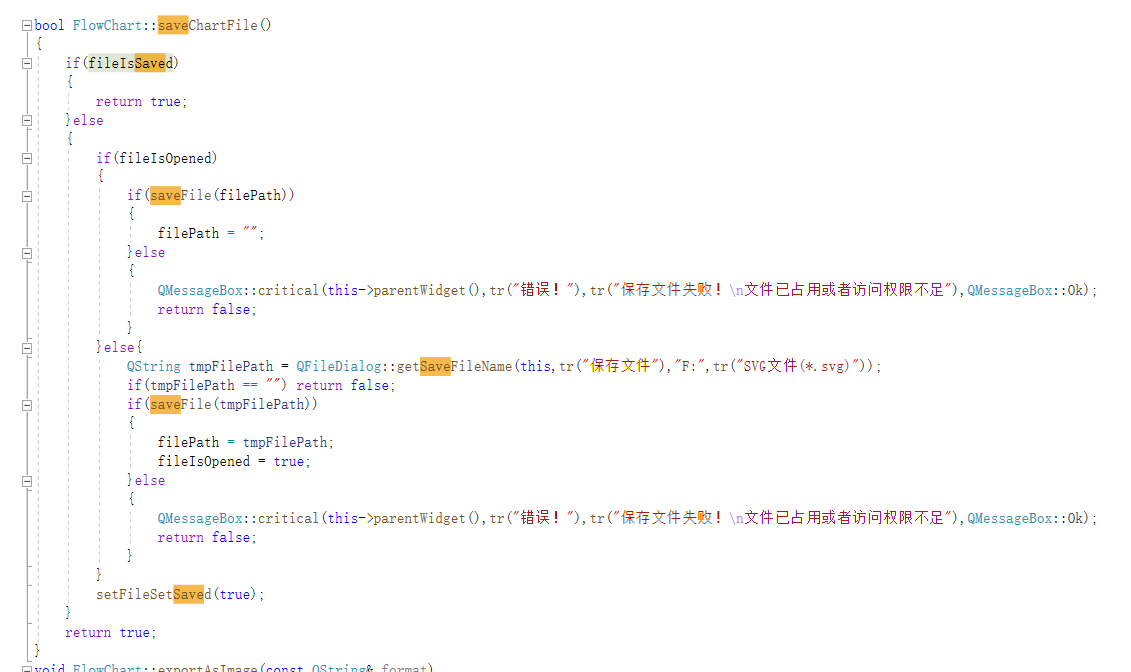 bool FlowChart::saveChartFile()
{
if(fileIsSaved)
{
return true;
}else
{
if(fileIsOpened)
{
if(saveFile(filePath))
{
filePath = "";
}else
{
QMessageBox::critical(this->parentWidget(),tr("错误！"),tr("保存文件失败！\n文件已占用或者访问权限不足"),QMessageBox::Ok);
return false;
}
}else{
QString tmpFilePath = QFileDialog::getSaveFileName(this,tr("保存文件"),"F:",tr("SVG文件(*.svg)"));
if(tmpFilePath == "") return false;
if(saveFile(tmpFilePath))
{
filePath = tmpFilePath;
fileIsOpened = true;
}else
{
QMessageBox::critical(this->parentWidget(),tr("错误！"),tr("保存文件失败！\n文件已占用或者访问权限不足"),QMessageBox::Ok);
return false;
}
}
setFileSetSaved(true);
}
return true;
}
void FlowChart::exportAsImage(const QString& format)